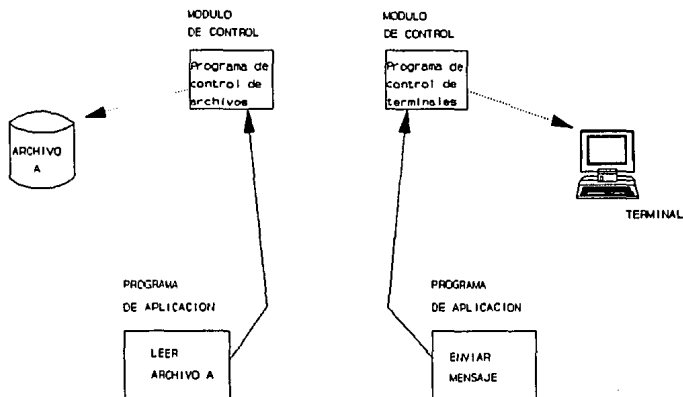 MODULO
DE CONTROL
Programa de
control de
archivos
MODULO
DE CONTROL
Programa de
control de
terminales
ARCHIVO
A
TERMINAL
PROGRAMA
DE APLICACION
LEER
ARCHIVO A
PROGRAMA
DE APLICACION
ENVIAR
MENSAJE